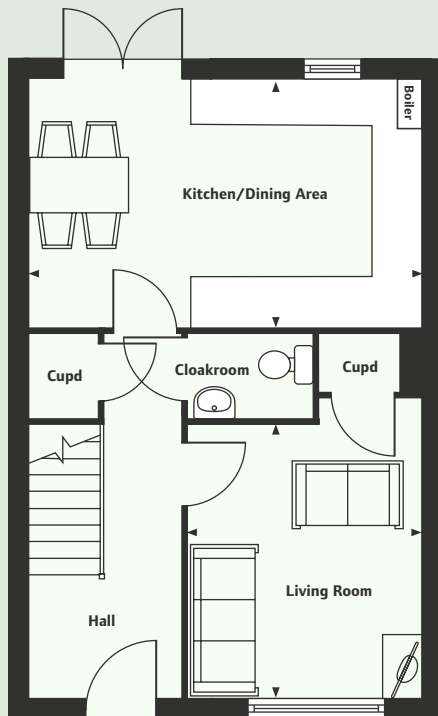 Boiler
Kitchen/Dining Area
Cupd
Cloakroom
Cupd
Living Room
Hall